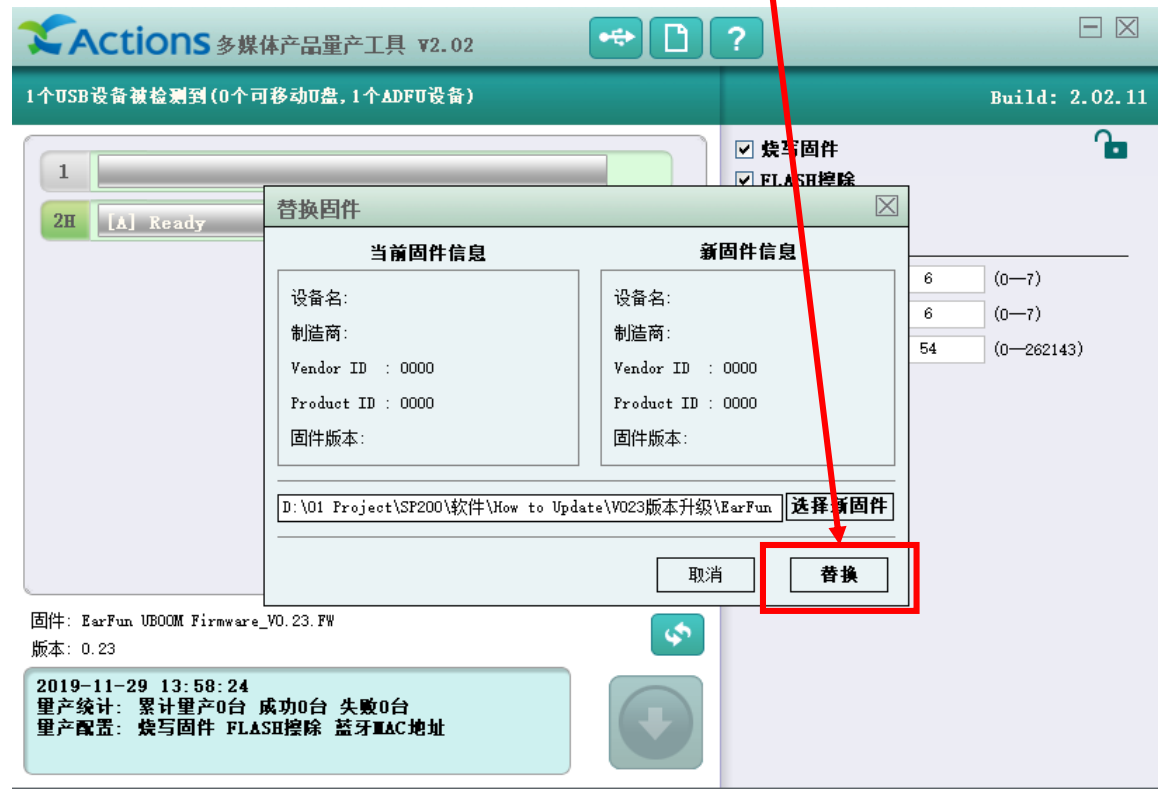 Actions 多媒体产品量产工具 V2.02
?
1个USB设备被检测到(0个可移动U盘,1个ADFU设备)
Build: 2.02.11
1
2H [A] Ready
烧写固件
FLASH擦除
替换固件
当前固件信息
设备名:
制造商:
Vendor ID : 0000
Product ID : 0000
固件版本:
新固件信息
设备名:
制造商:
Vendor ID : 0000
Product ID : 0000
固件版本:
D:\01 Project\SP200\软件\How to Update\V023版本升级\EarFun
选择新固件
取消
替换
6 (0—7)
6 (0—7)
54 (0—262143)
固件: EarFun UBOOM Firmware_V0.23.FW
版本: 0.23
2019-11-29 13:58:24
量产统计: 累计量产0台 成功0台 失败0台
量产配置: 烧写固件 FLASH擦除 蓝牙MAC地址